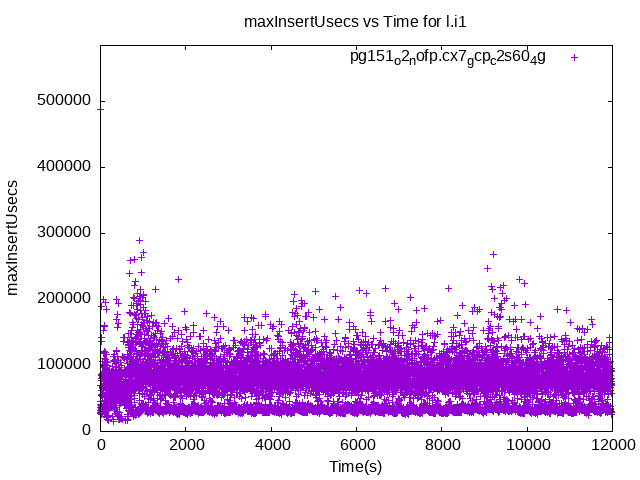 maxInsertUsecs vs Time for l.i1
pg151o2nofp.cx7gcpc2s604g
500000
400000
300000
200000
100000
0
maxInsertUsecs
0 2000 4000 6000 8000 10000 12000
Time(s)